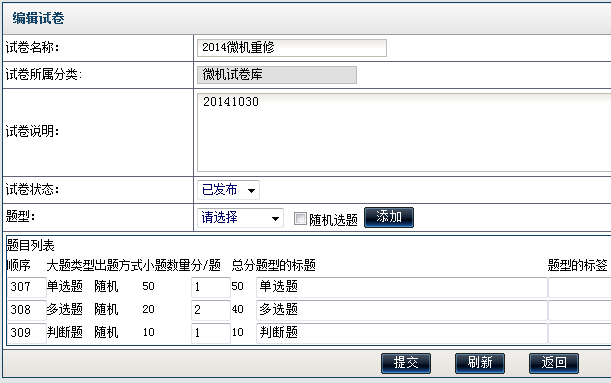 编辑试卷
试卷名称: 2014微机重修
试卷所属分类: 微机试卷库
试卷说明: 20141030
试卷状态: 已发布
题型: 请选择 随机选题 添加
题目列表
顺序 大题类型出题方式小题数量分/题 总分题型的标题 题型的标签
307 单选题 随机 50 1 50 单选题
308 多选题 随机 20 2 40 多选题
309 判断题 随机 10 1 10 判断题
提交 刷新 返回